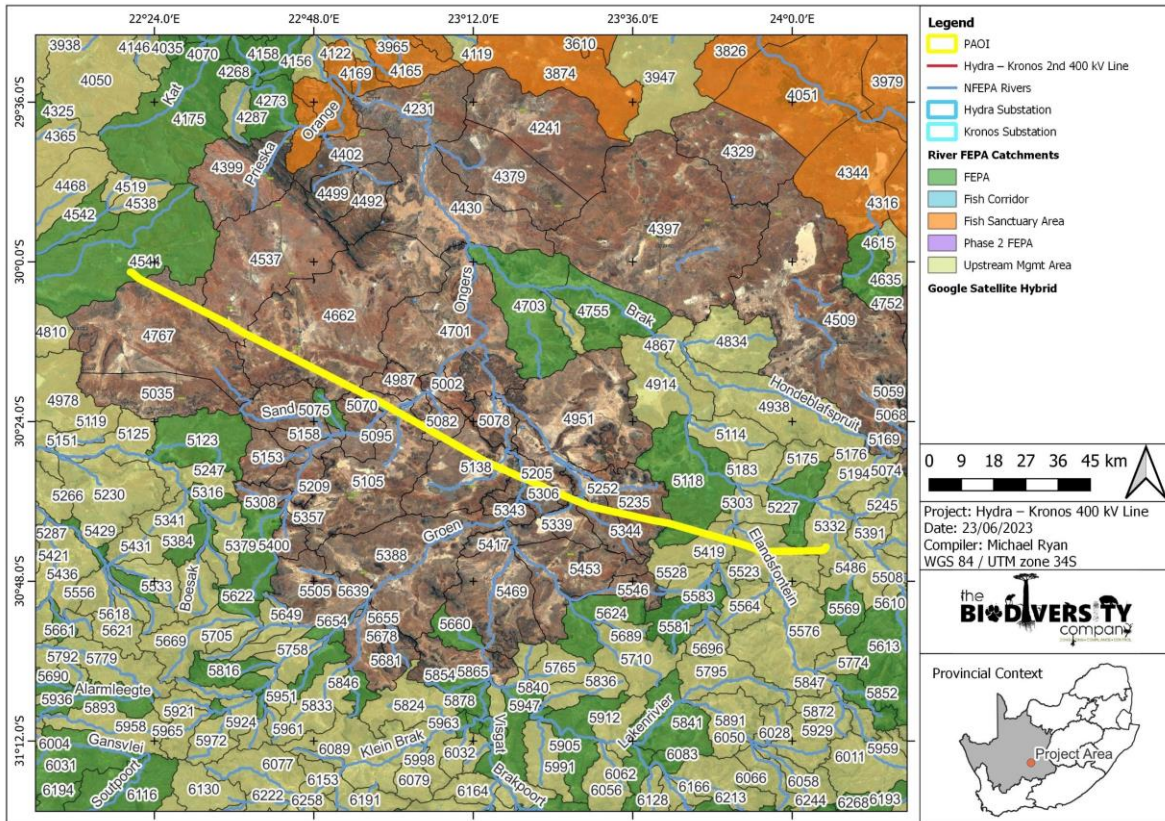 22°24'.0"E 22°48'.0"E 23°12'.0"E 23°36'.0"E 24°0'.0"E
29°36'.0"S
30°0'.0"S
30°24'.0"S
30°48'.0"S
31°12'.0"S
3938 4146 4035 4070 4158 4122 3965 4119 3610 3826
4050 4268 4156 4169 4165 3874 3947 4051 3979
Kat Orange
4325 4175 4273 4287 4231 4241
4365 4399 Prieska 4402 4379 4329 4344
4468 4519 4499 4492 4430 4316
4542 4538 4397 4615
4537 4635
Ongers 4703 4755 Brak 4752
4810 4767 4662 4701 4509
4867 4834
4987 5002 4914 Hondeblafspruit 5059
4978 5035 Sand 5075 5070 5082 5078 4951 4938 5068
5119 5125 5158 5095 5114 5169
5151 5123 5153 5138 5175 5176
5247 5105 5205 5118 5183 5194 5074
5266 5230 5316 5308 5209 5306 5252 5235 5303 5227 5245
5287 5429 5341 5357 Groen 5343 5339 5344 5332 5391
5421 5431 5384 5379 5400 5388 5417 5419 Elandsfontein
5436 5533 Boesak 5453 5528 5523 5486 5508
5556 5622 5505 5639 5469 5546 5583 5564
5618 5649 5654 5655 5660 5624 5581 5569 5610
5661 5621 5669 5705 5678 5689 5576
5792 5779 5758 5681 5710 5696 5613
5690 5816 5846 5854 5865 5765 5795 5774
5936 Alarmleegte 5951 5824 5878 5840 5836 5847 5852
5893 5921 5833 5947 5872
5958 5965 5924 5961 5963 Visgat 5912 Lakenrivier 5841 5891 5929
6004 Gansvlei 5972 6089 Klein Brak 6032 5905 6050 6028 5959
6031 5998 5991 6083 6011
6194 Soutpoort 6077 6153 6079 Brakpoort 6062 6066 6058
6116 6130 6222 6258 6191 6164 6056 6128 6166 6213 6244 6268 6193
Legend
PAOI
Hydra – Kronos 2nd 400 kV Line
NFEPA Rivers
Hydra Substation
Kronos Substation
River FEPA Catchments
FEPA
Fish Corridor
Fish Sanctuary Area
Phase 2 FEPA
Upstream Mgmt Area
Google Satellite Hybrid
0 9 18 27 36 45 km
Project: Hydra – Kronos 400 kV Line
Date: 23/06/2023
Compiler: Michael Ryan
WGS 84 / UTM zone 34S
the
BIODIVERSITY
company
Provincial Context
Project Area